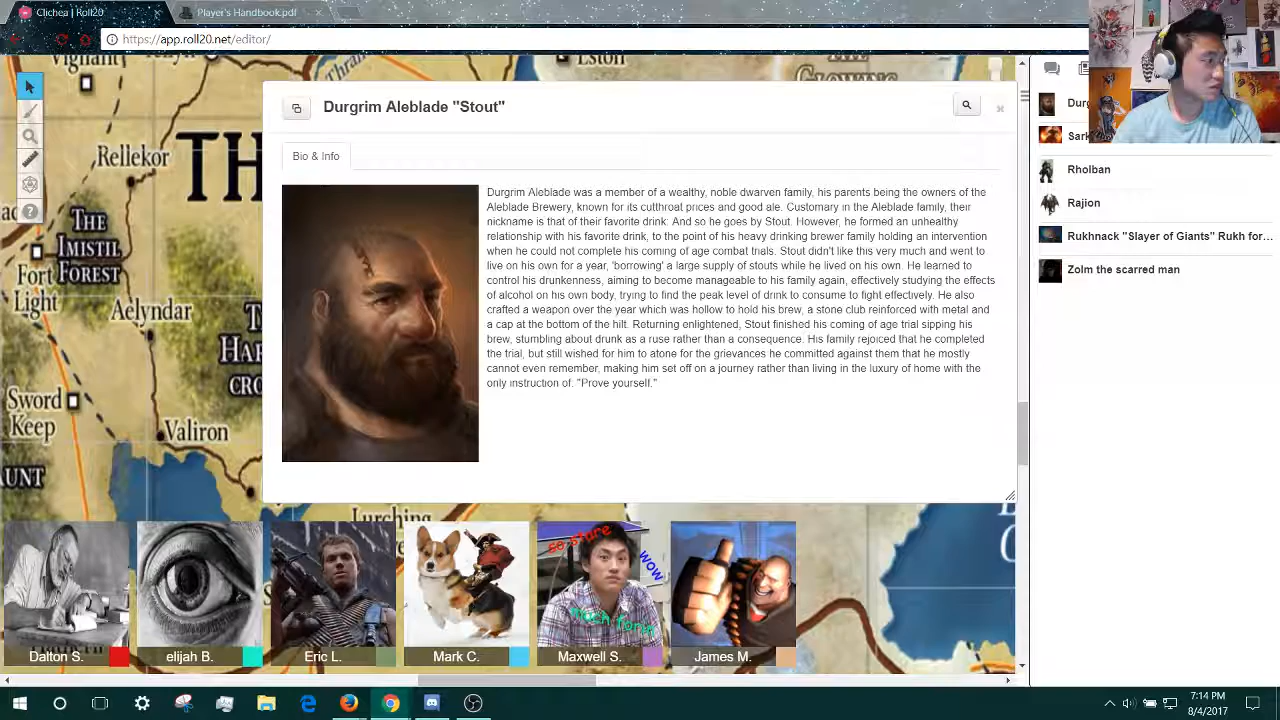 Clichea | Roll20
Player's Handbook.pdf
https://app.roll20.net/editor/
Vignant
Eston
THE
GLOWING
Rellekor
TH
THE
IMISTIL
FOREST
Fort
Light
Aelyndar
Sword
Keep
Valiron
AUNT
Lurching
Durgrim Aleblade "Stout"
Bio & Info
Durgrim Aleblade was a member of a wealthy, noble dwarven family, his parents being the owners of the
Aleblade Brewery, known for its cutthroat prices and good ale. Customary in the Aleblade family, their
nickname is that of their favorite drink. And so he goes by Stout. However, he formed an unhealthy
relationship with his favorite drink, to the point of his heavy drinking brewer family holding an intervention
when he could not complete his coming of age combat trials. Stout didn't like this very much and went to
live on his own for a year, 'borrowing' a large supply of stouts while he lived on his own. He learned to
control his drunkenness, aiming to become manageable to his family again, effectively studying the effects
of alcohol on his own body, trying to find the peak level of drink to consume to fight effectively. He also
crafted a weapon over the year which was hollow to hold his brew, a stone club reinforced with metal and
a cap at the bottom of the hilt. Returning enlightened, Stout finished his coming of age trial sipping his
brew, stumbling about drunk as a ruse rather than a consequence. His family rejoiced that he completed
the trial, but still wished for him to atone for the grievances he committed against them that he mostly
cannot even remember, making him set off on a journey rather than living in the luxury of home with the
only instruction of: "Prove yourself."
Durg
Sark
Rholban
Rajion
Rukhnack "Slayer of Giants" Rukh for...
Zolm the scarred man
so stare
wow
much form
Dalton S.
elijah B.
Eric L.
Mark C.
Maxwell S.
James M.
7:14 PM
8/4/2017